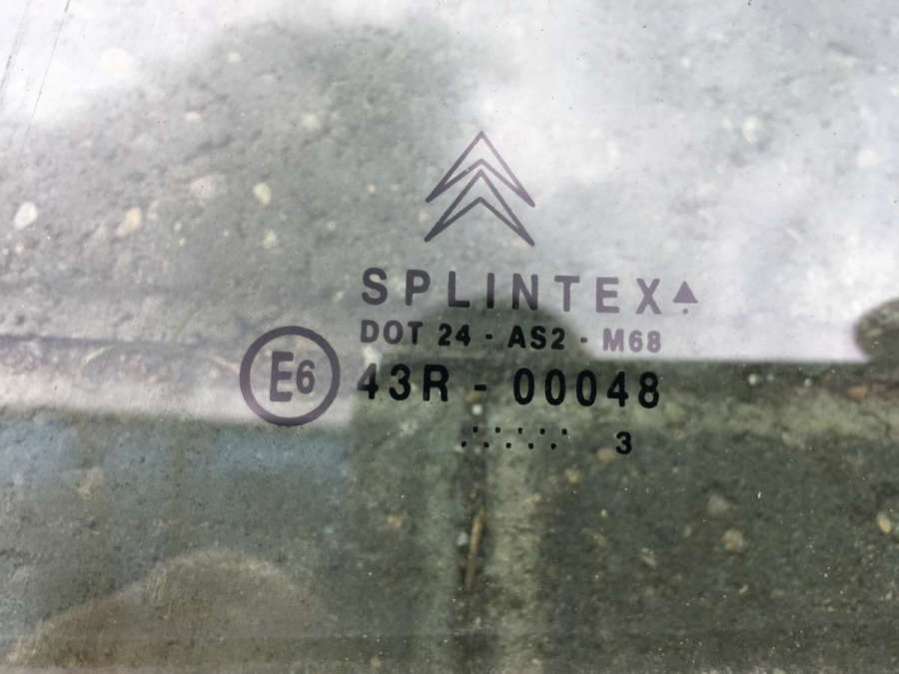 SPLINTEX▲
DOT 24 - AS2 - M68
E6 43R - 00048
3